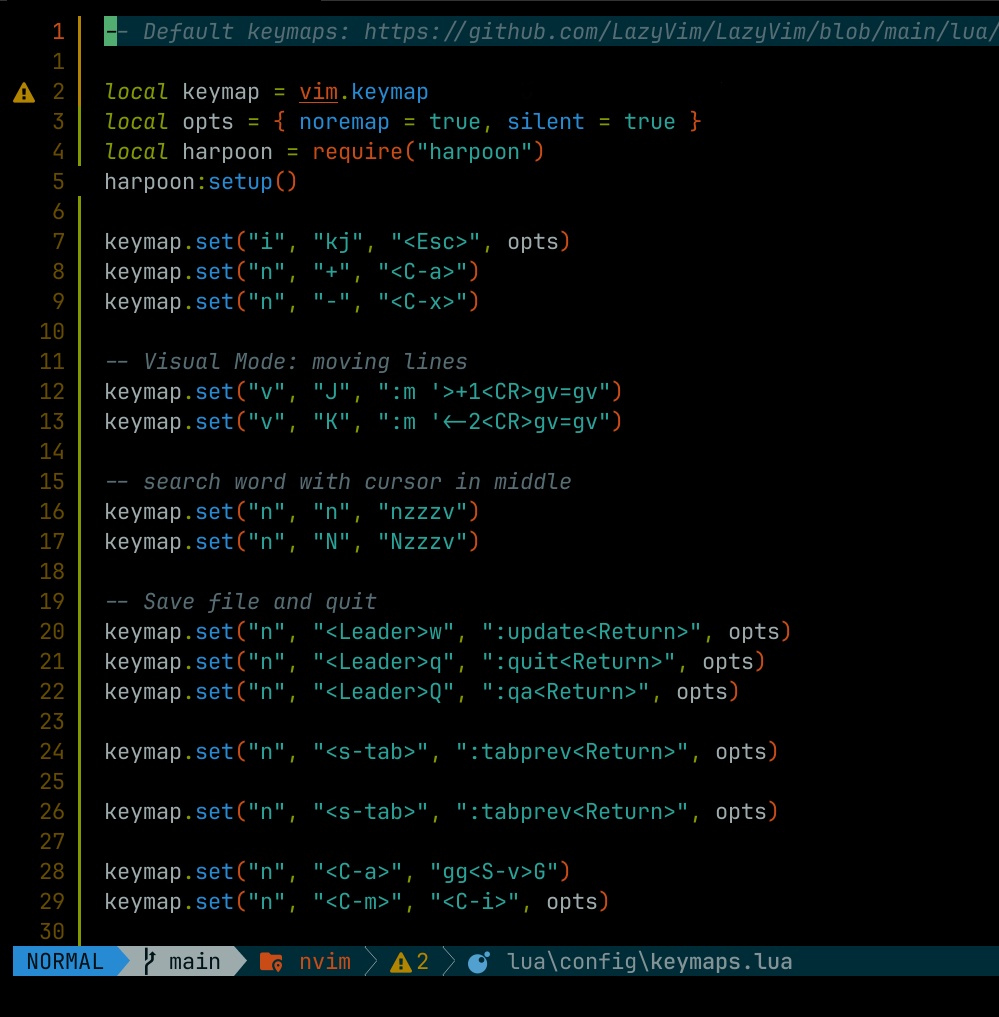 1 -- Default keymaps: https://github.com/LazyVim/LazyVim/blob/main/lua/
1
2 local keymap = vim.keymap
3 local opts = { noremap = true, silent = true }
4 local harpoon = require("harpoon")
5 harpoon:setup()
6
7 keymap.set("i", "kj", "<Esc>", opts)
8 keymap.set("n", "+", "<C-a>")
9 keymap.set("n", "-", "<C-x>")
10
11 -- Visual Mode: moving lines
12 keymap.set("v", "J", ":m '>+1<CR>gv=gv")
13 keymap.set("v", "K", ":m '<-2<CR>gv=gv")
14
15 -- search word with cursor in middle
16 keymap.set("n", "n", "nzzzv")
17 keymap.set("n", "N", "Nzzzv")
18
19 -- Save file and quit
20 keymap.set("n", "<Leader>w", ":update<Return>", opts)
21 keymap.set("n", "<Leader>q", ":quit<Return>", opts)
22 keymap.set("n", "<Leader>Q", ":qa<Return>", opts)
23
24 keymap.set("n", "<s-tab>", ":tabprev<Return>", opts)
25
26 keymap.set("n", "<s-tab>", ":tabprev<Return>", opts)
27
28 keymap.set("n", "<C-a>", "gg<S-v>G")
29 keymap.set("n", "<C-m>", "<C-i>", opts)
30
NORMAL main nvim 2 lua\config\keymaps.lua